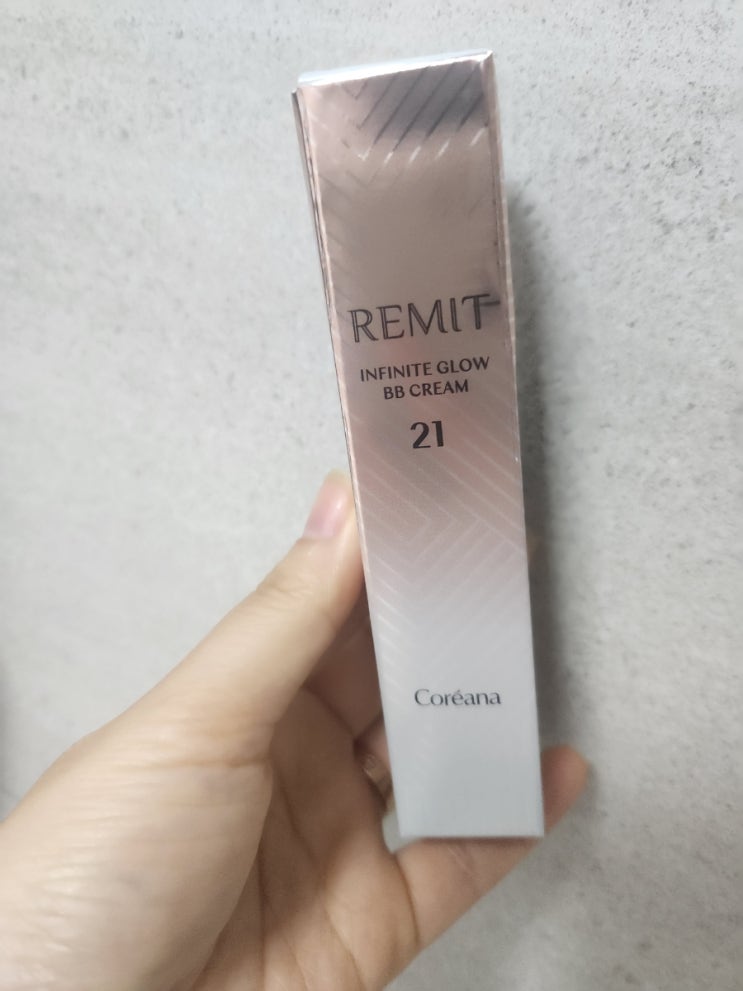 REMIT
INFINITE GLOW
BB CREAM
21
Coréana